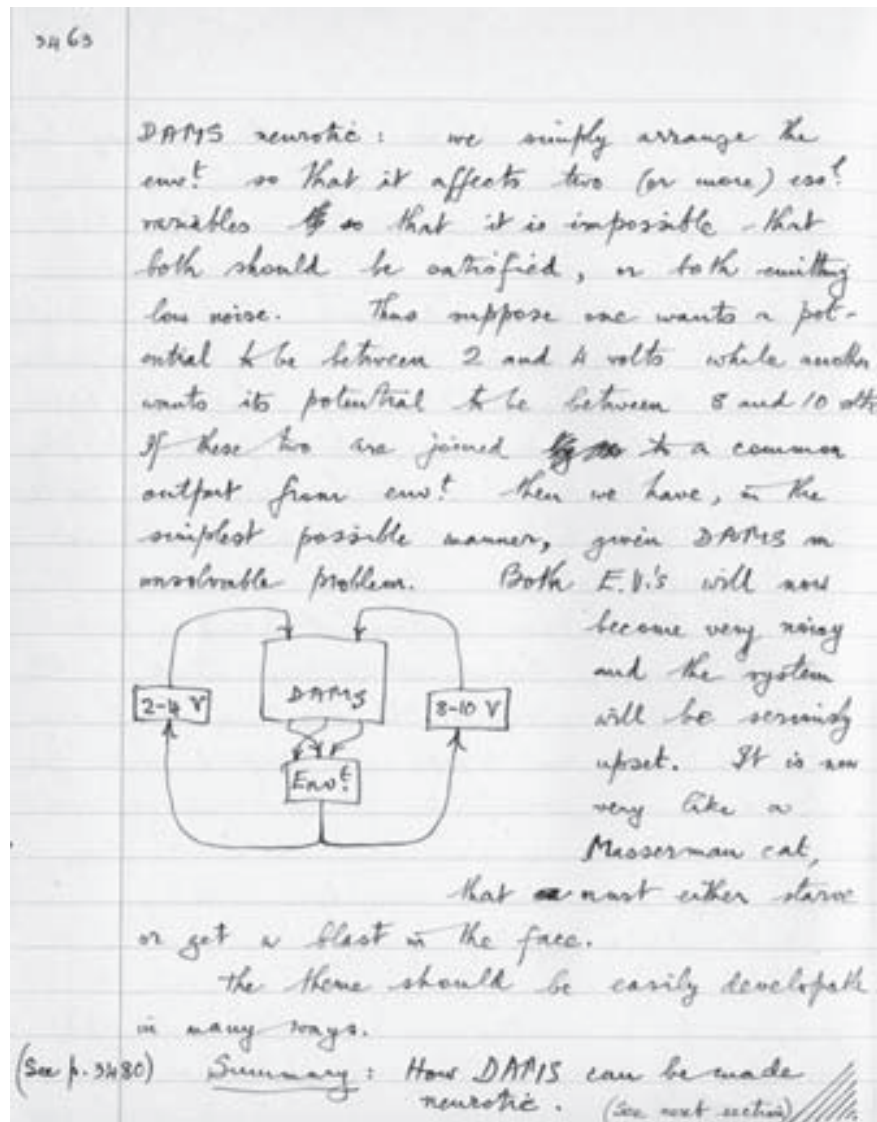 3463
DAMS neurotic: we simply arrange the
envt. so that it affects two (or more) essl.
variables so that it is impossible that
both should be satisfied, or both emitting
low noise. Thus suppose one wants a pot-
ential to be between 2 and 4 volts while another
wants its potential to be between 8 and 10 volts
If these two are joined to a common
output from envt. then we have, in the
simplest possible manner, given DAMS an
unsolvable problem. Both E.V.'s will now
become very noisy
and the system
will be seriously
upset. It is now
very like a
Masserman cat,
that must either starve
or get a blast in the face.
The theme should be easily developable
in many ways.
DAMS
2-4 V
8-10 V
Envt.
(See p. 3480) Summary: How DAMS can be made
neurotic. (See next section)